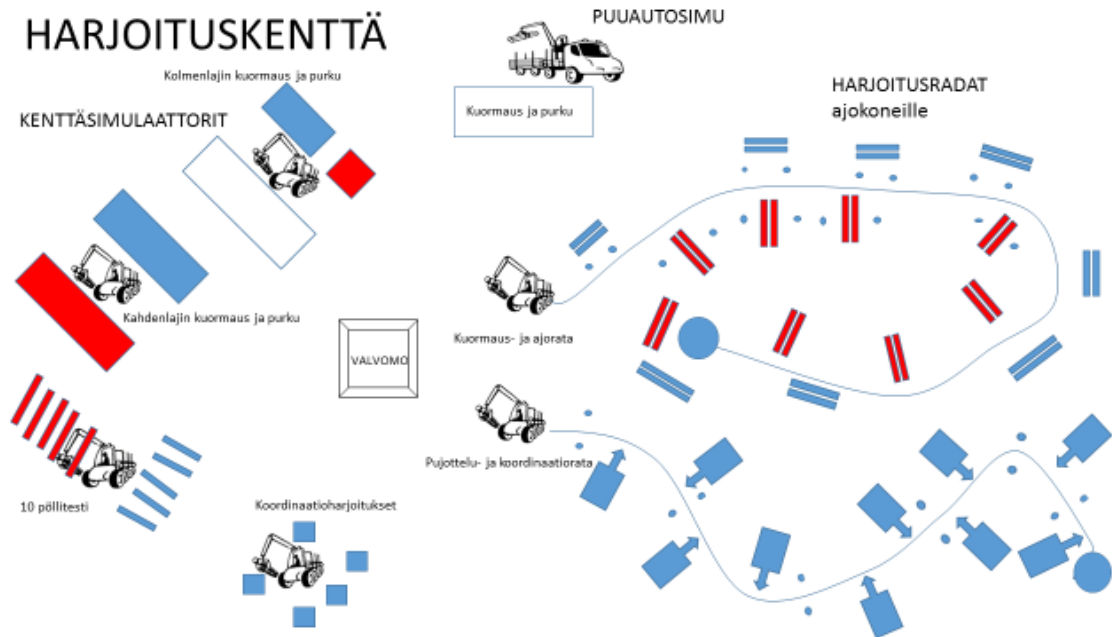 HARJOITUSKENTTÄ
PUUAUTOSIMU
Kolmenlajin kuormaus ja purku
HARJOITUSRADAT
ajokoneille
KENTTÄSIMULAATTORIT
Kuormaus ja purku
Kahdenlajin kuormaus ja purku
Kuormaus- ja ajorata
VALVOMO
Pujottelu- ja koordinaatiorata
10 pöllitesti
Koordinaatioharjoitukset